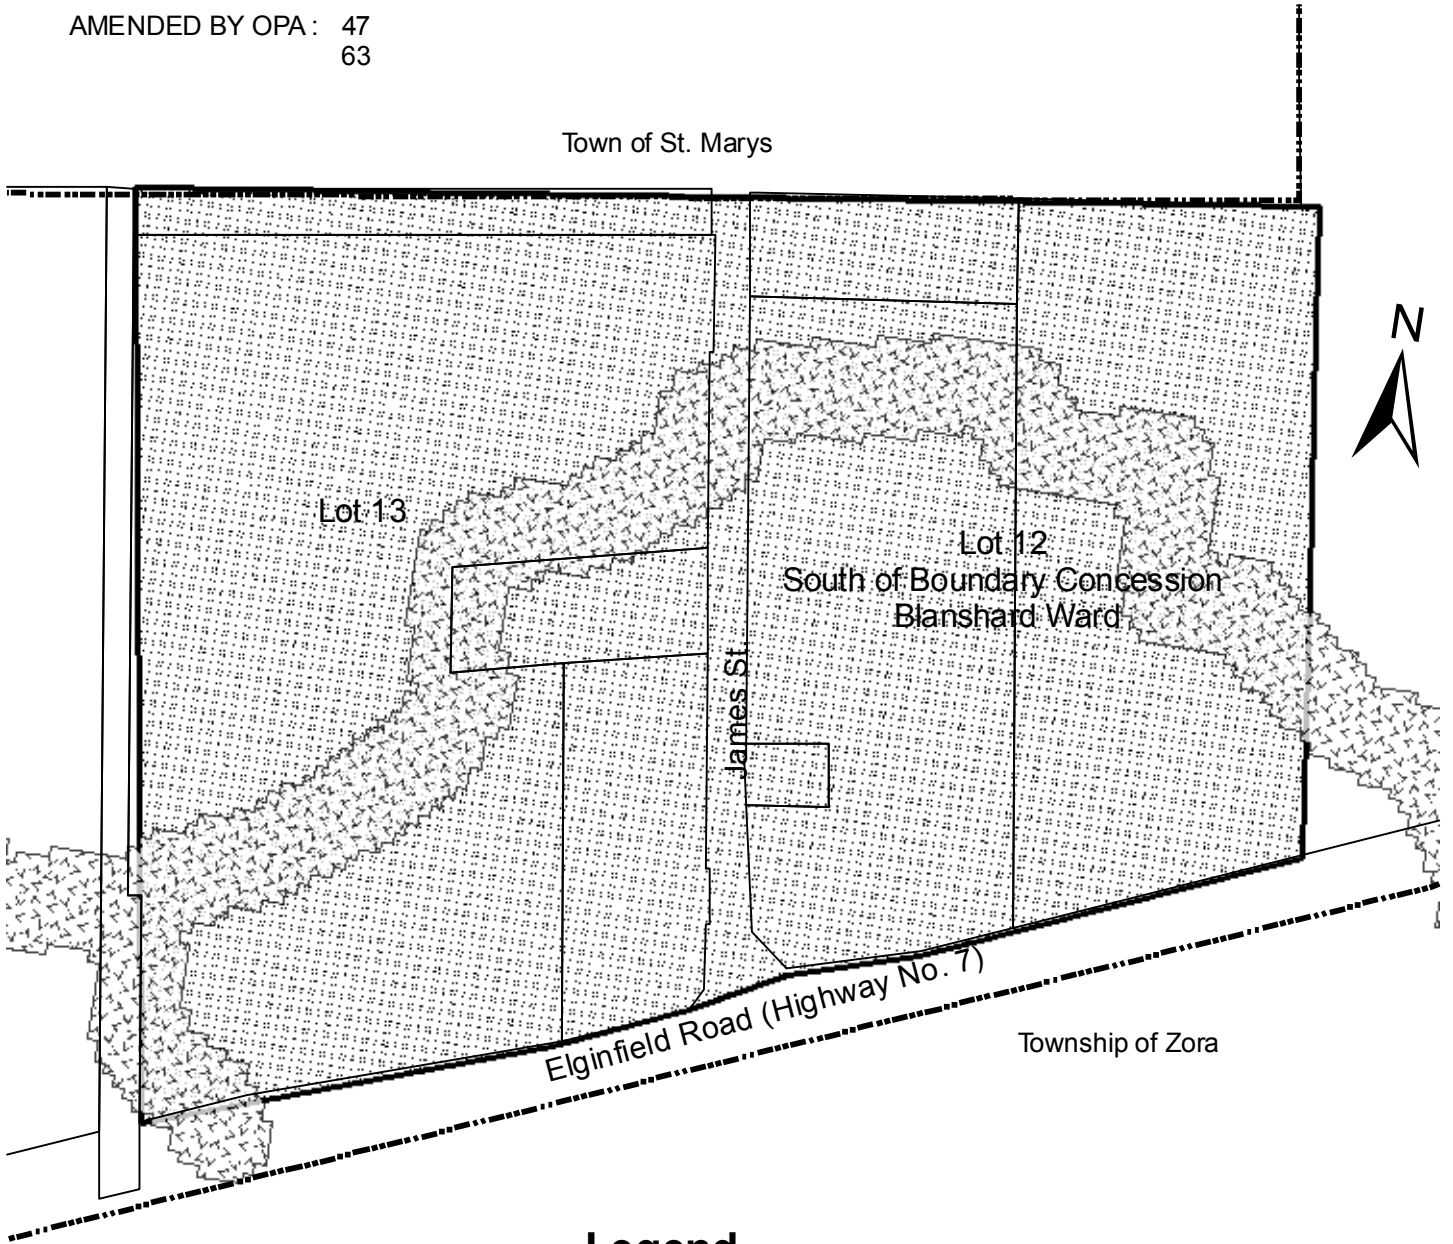 AMENDED BY OPA : 47
63
Town of St. Marys
N
Lot 13
Lot 12
South of Boundary Concession
Blanshard Ward
James St.
Elginfield Road (Highway No. 7)
Township of Zora
Legend